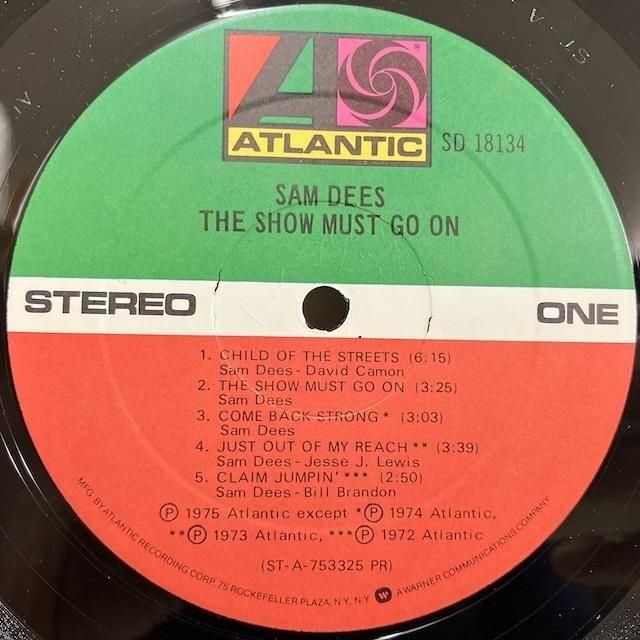 ATLANTIC
SD 18134
SAM DEES
THE SHOW MUST GO ON
STEREO
ONE
1. CHILD OF THE STREETS (6:15)
Sam Dees - David Camon
2. THE SHOW MUST GO ON (3:25)
Sam Dees
3. COME BACK STRONG * (3:03)
Sam Dees
4. JUST OUT OF MY REACH ** (3:39)
Sam Dees - Jesse J. Lewis
5. CLAIM JUMPIN' *** (2:50)
Sam Dees - Bill Brandon
Ⓟ 1975 Atlantic except * Ⓟ 1974 Atlantic,
** Ⓟ 1973 Atlantic, *** Ⓟ 1972 Atlantic
(ST-A-753325 PR)
MFG. BY ATLANTIC RECORDING CORP. 75 ROCKEFELLER PLAZA, N.Y. N.Y. A WARNER COMMUNICATIONS COMPANY